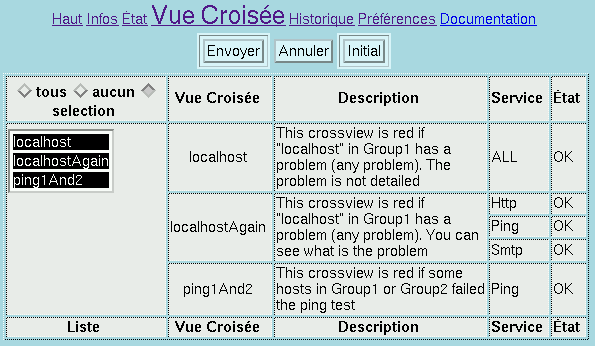 Haut Infos État Vue Croisée Historique Préférences Documentation
Envoyer Annuler Initial
tous aucun
selection
Vue Croisée Description Service État
localhost
localhostAgain
ping1And2
localhost
This crossview is red if
"localhost" in Group1 has a
problem (any problem). The
problem is not detailed
ALL OK
localhostAgain
This crossview is red if
"localhost" in Group1 has a
problem (any problem). You can
see what is the problem
Http OK
Ping OK
Smtp OK
ping1And2
This crossview is red if some
hosts in Group1 or Group2 failed
the ping test
Ping OK
Liste Vue Croisée Description Service État